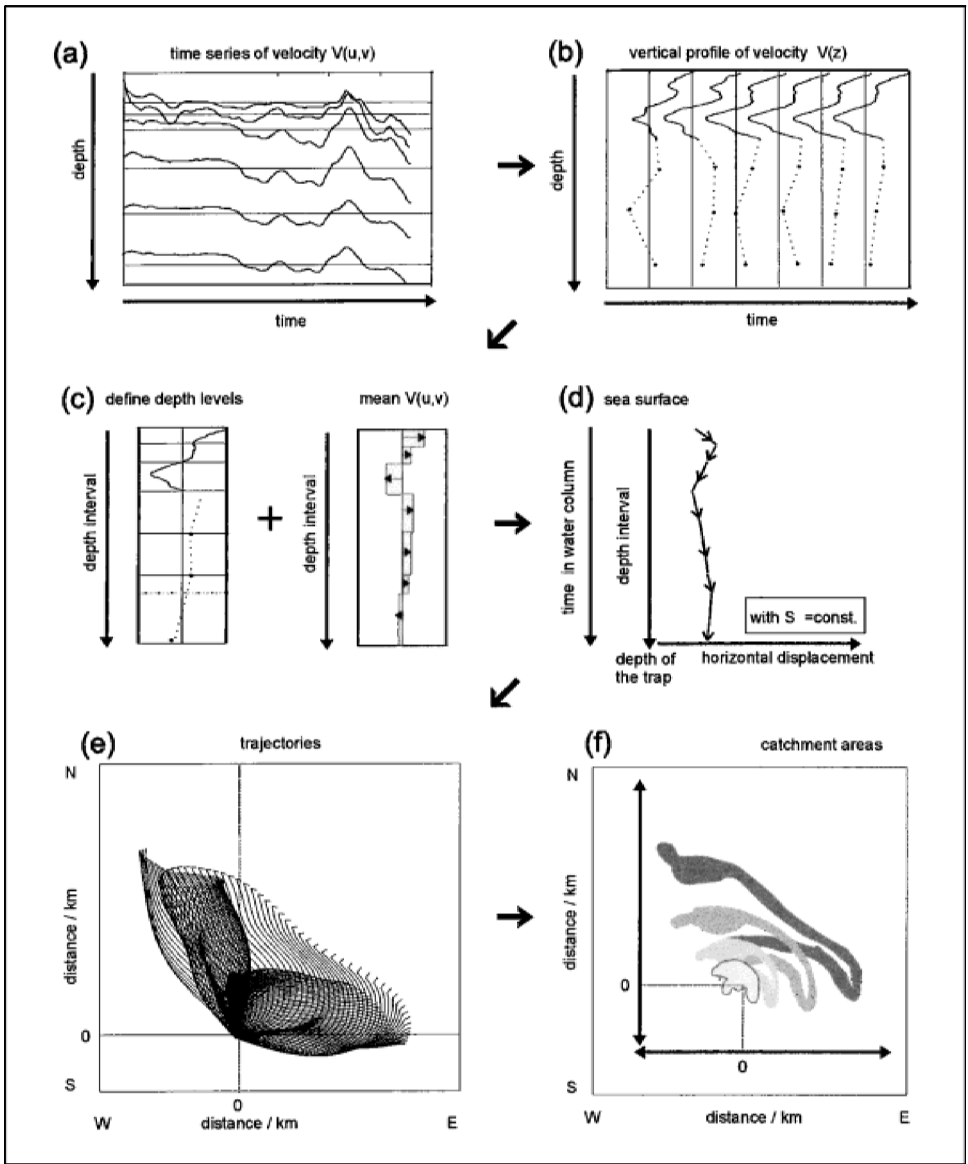 (a) time series of velocity V(u,v)
depth
time
(b) vertical profile of velocity V(z)
depth
time
(c) define depth levels
depth interval
+
mean V(u,v)
depth interval
(d) sea surface
time in water column
depth interval
with S =const.
depth of
the trap
horizontal displacement
(e) trajectories
N
distance / km
0
S
W
0
distance / km
E
(f) catchment areas
N
distance / km
0
0
S
W
distance / km
E